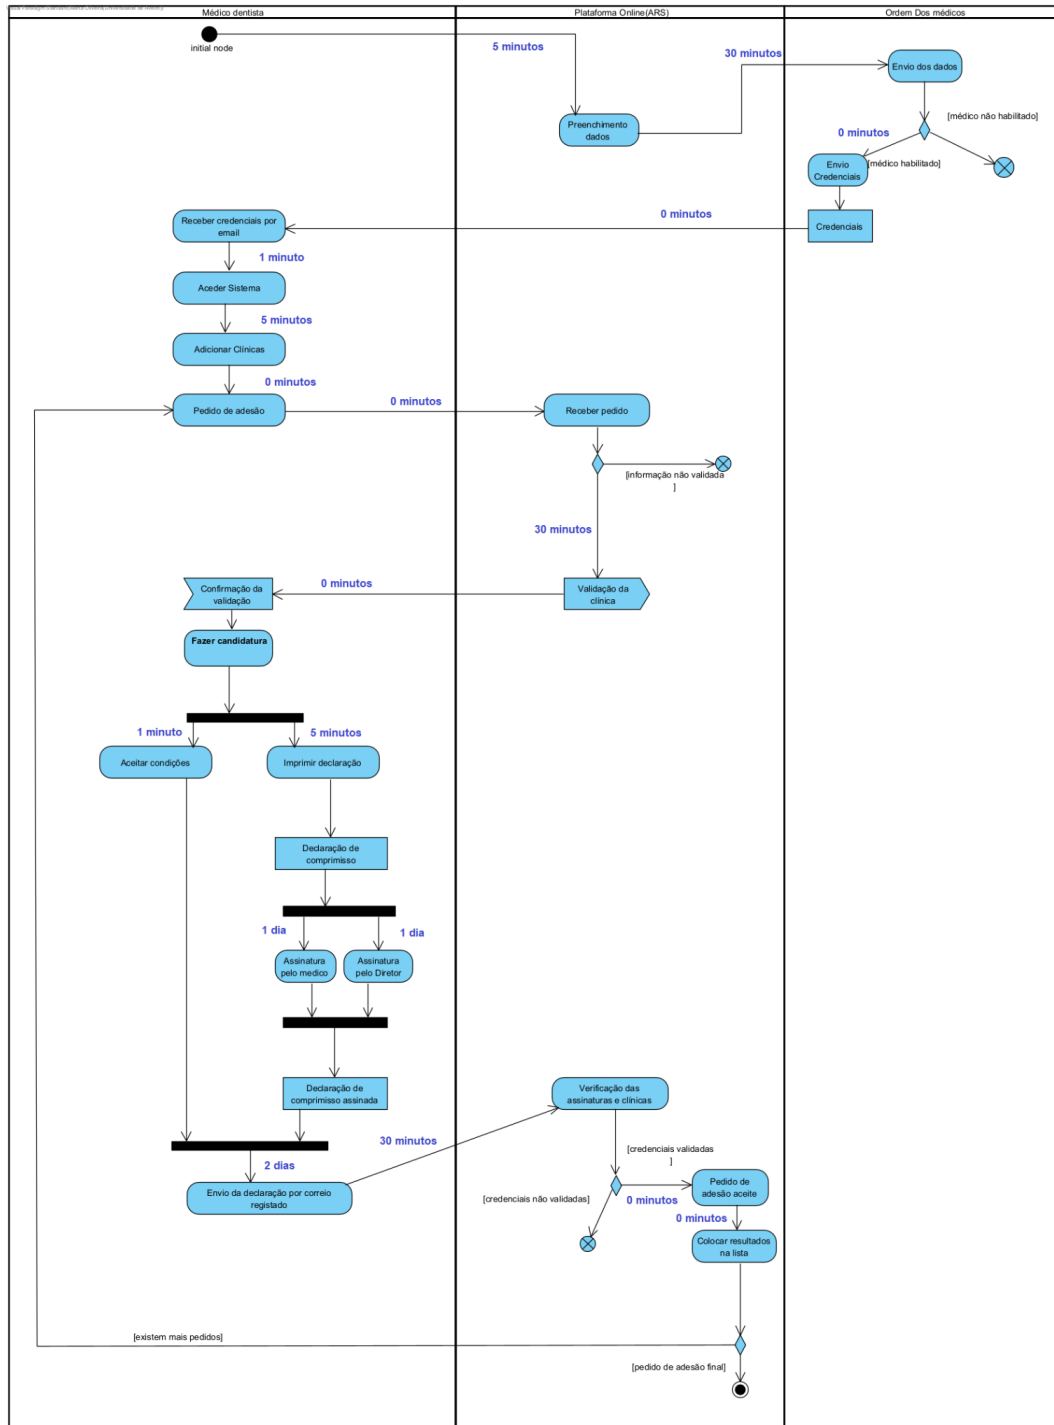 Médico dentista
Plataforma Online(ARS)
Ordem Dos médicos
initial node
5 minutos
30 minutos
Envio dos dados
Preenchimento
dados
[médico não habilitado]
0 minutos
[médico habilitado]
Envio
Credenciais
Credenciais
0 minutos
Receber credenciais por
email
1 minuto
Aceder Sistema
5 minutos
Adicionar Clínicas
0 minutos
Pedido de adesão
0 minutos
Receber pedido
[informação não validada
]
30 minutos
Validação da
clínica
0 minutos
Confirmação da
validação
Fazer candidatura
1 minuto
5 minutos
Aceitar condições
Imprimir declaração
Declaração de
comprimisso
1 dia
1 dia
Assinatura
pelo medico
Assinatura
pelo Diretor
Declaração de
comprimisso assinada
2 dias
Envio da declaração por correio
registado
30 minutos
Verificação das
assinaturas e clínicas
[credenciais validadas
]
[credenciais não validadas]
0 minutos
Pedido de
adesão aceite
0 minutos
Colocar resultados
na lista
[existem mais pedidos]
[pedido de adesão final]